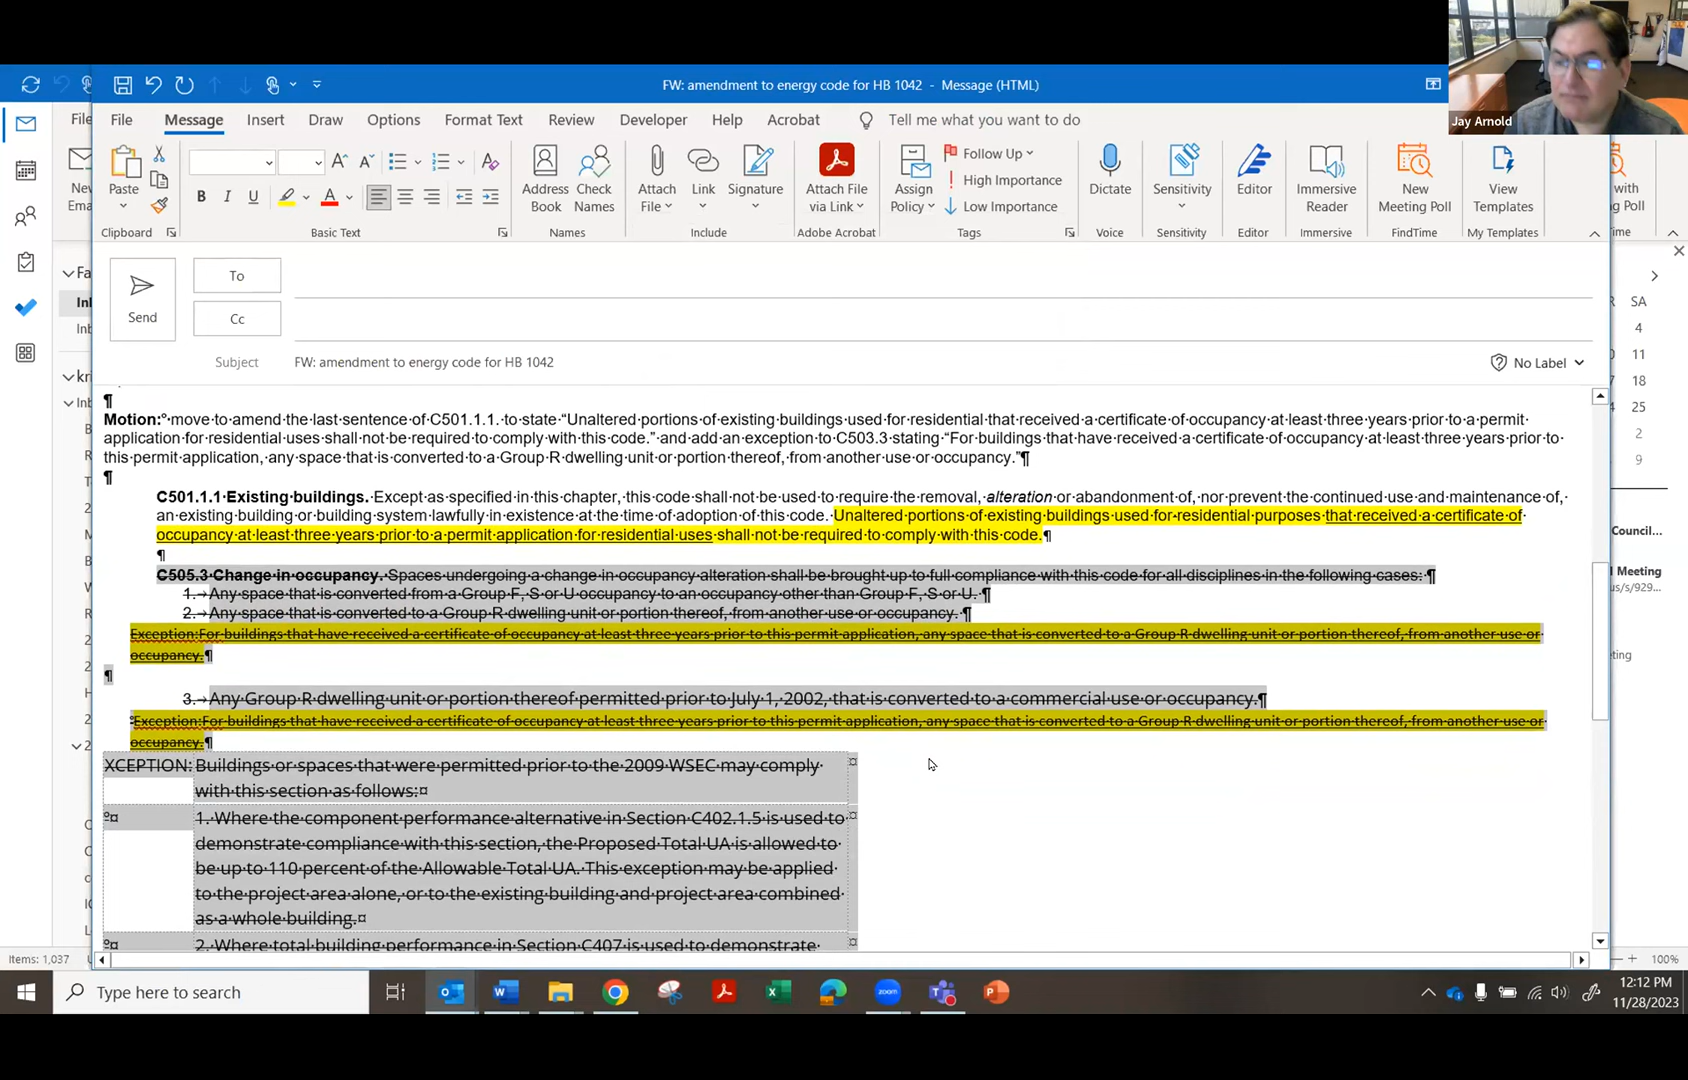 FW: amendment to energy code for HB 1042 - Message (HTML)
Jay Arnold
File Message Insert Draw Options Format Text Review Developer Help Acrobat Tell me what you want to do
Paste
B I U
Address Book
Check Names
Attach File
Link
Signature
Attach File via Link
Assign Policy
Follow Up
High Importance
Low Importance
Dictate
Sensitivity
Editor
Immersive Reader
New Meeting Poll
View Templates
Clipboard Basic Text Names Include Adobe Acrobat Tags Voice Sensitivity Editor Immersive FindTime My Templates
Send
To
Cc
Subject FW: amendment to energy code for HB 1042
No Label
Motion: move to amend the last sentence of C501.1.1. to state “Unaltered portions of existing buildings used for residential that received a certificate of occupancy at least three years prior to a permit
application for residential uses shall not be required to comply with this code.” and add an exception to C503.3 stating “For buildings that have received a certificate of occupancy at least three years prior to
this permit application, any space that is converted to a Group R dwelling unit or portion thereof, from another use or occupancy.”¶
¶
C501.1.1 Existing buildings. Except as specified in this chapter, this code shall not be used to require the removal, alteration or abandonment of, nor prevent the continued use and maintenance of,
an existing building or building system lawfully in existence at the time of adoption of this code. Unaltered portions of existing buildings used for residential purposes that received a certificate of
occupancy at least three years prior to a permit application for residential uses shall not be required to comply with this code.¶
¶
C505.3 Change in occupancy. Spaces undergoing a change in occupancy alteration shall be brought up to full compliance with this code for all disciplines in the following cases: ¶
1. Any space that is converted from a Group F, S or U occupancy to an occupancy other than Group F, S or U. ¶
2. Any space that is converted to a Group R dwelling unit or portion thereof, from another use or occupancy. ¶
Exception: For buildings that have received a certificate of occupancy at least three years prior to this permit application, any space that is converted to a Group R dwelling unit or portion thereof, from another use or
occupancy.¶
¶
3. Any Group R dwelling unit or portion thereof permitted prior to July 1, 2002, that is converted to a commercial use or occupancy.¶
Exception: For buildings that have received a certificate of occupancy at least three years prior to this permit application, any space that is converted to a Group R dwelling unit or portion thereof, from another use or
occupancy.¶
XCEPTION: Buildings or spaces that were permitted prior to the 2009 WSEC may comply
with this section as follows:¤
1. Where the component performance alternative in Section C402.1.5 is used to
demonstrate compliance with this section, the Proposed Total UA is allowed to
be up to 110 percent of the Allowable Total UA. This exception may be applied
to the project area alone, or to the existing building and project area combined
as a whole building.¤
2. Where total building performance in Section C407 is used to demonstrate
SA
4
11
18
25
2
9
Council...
Meeting
us/s/929...
Items: 1,037
100%
Type here to search
12:12 PM
11/28/2023